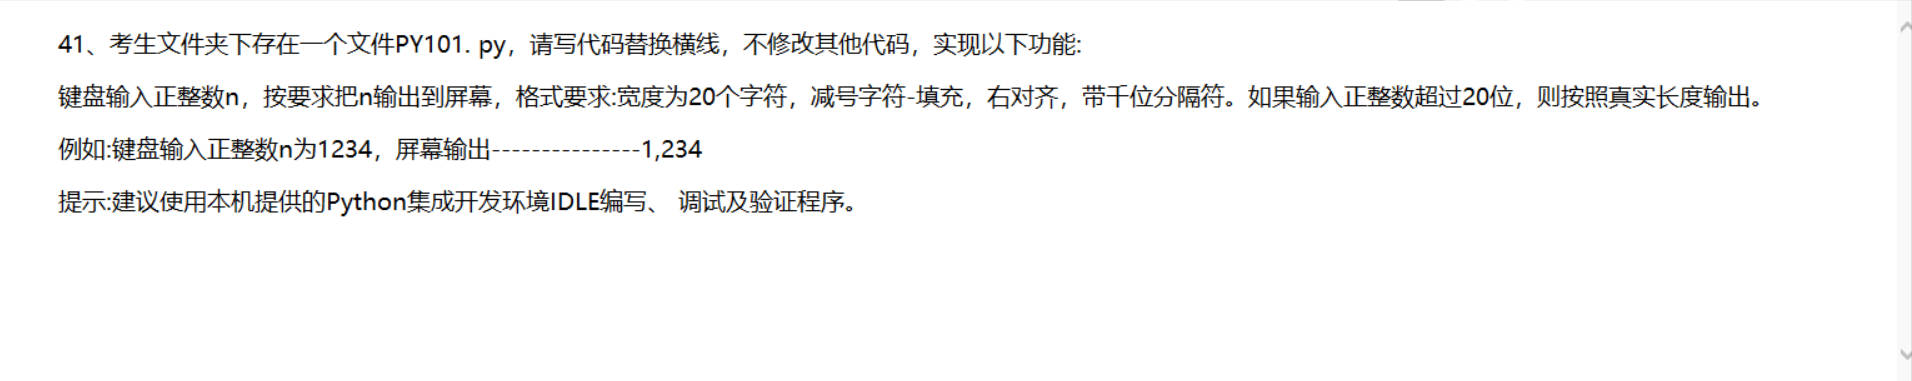 41、考生文件夹下存在一个文件PY101. py，请写代码替换横线，不修改其他代码，实现以下功能:
键盘输入正整数n，按要求把n输出到屏幕，格式要求:宽度为20个字符，减号字符-填充，右对齐，带千位分隔符。如果输入正整数超过20位，则按照真实长度输出。
例如:键盘输入正整数n为1234，屏幕输出---------------1,234
提示:建议使用本机提供的Python集成开发环境IDLE编写、 调试及验证程序。